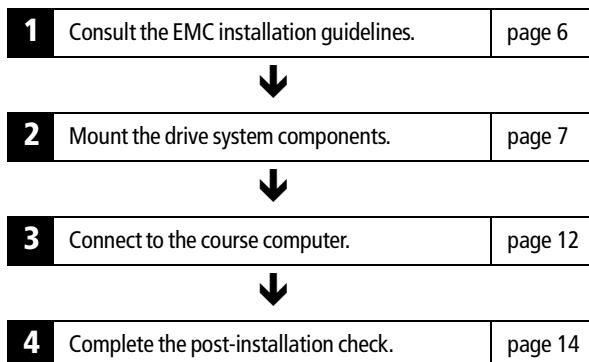 1 Consult the EMC installation guidelines. page 6
2 Mount the drive system components. page 7
3 Connect to the course computer. page 12
4 Complete the post-installation check. page 14